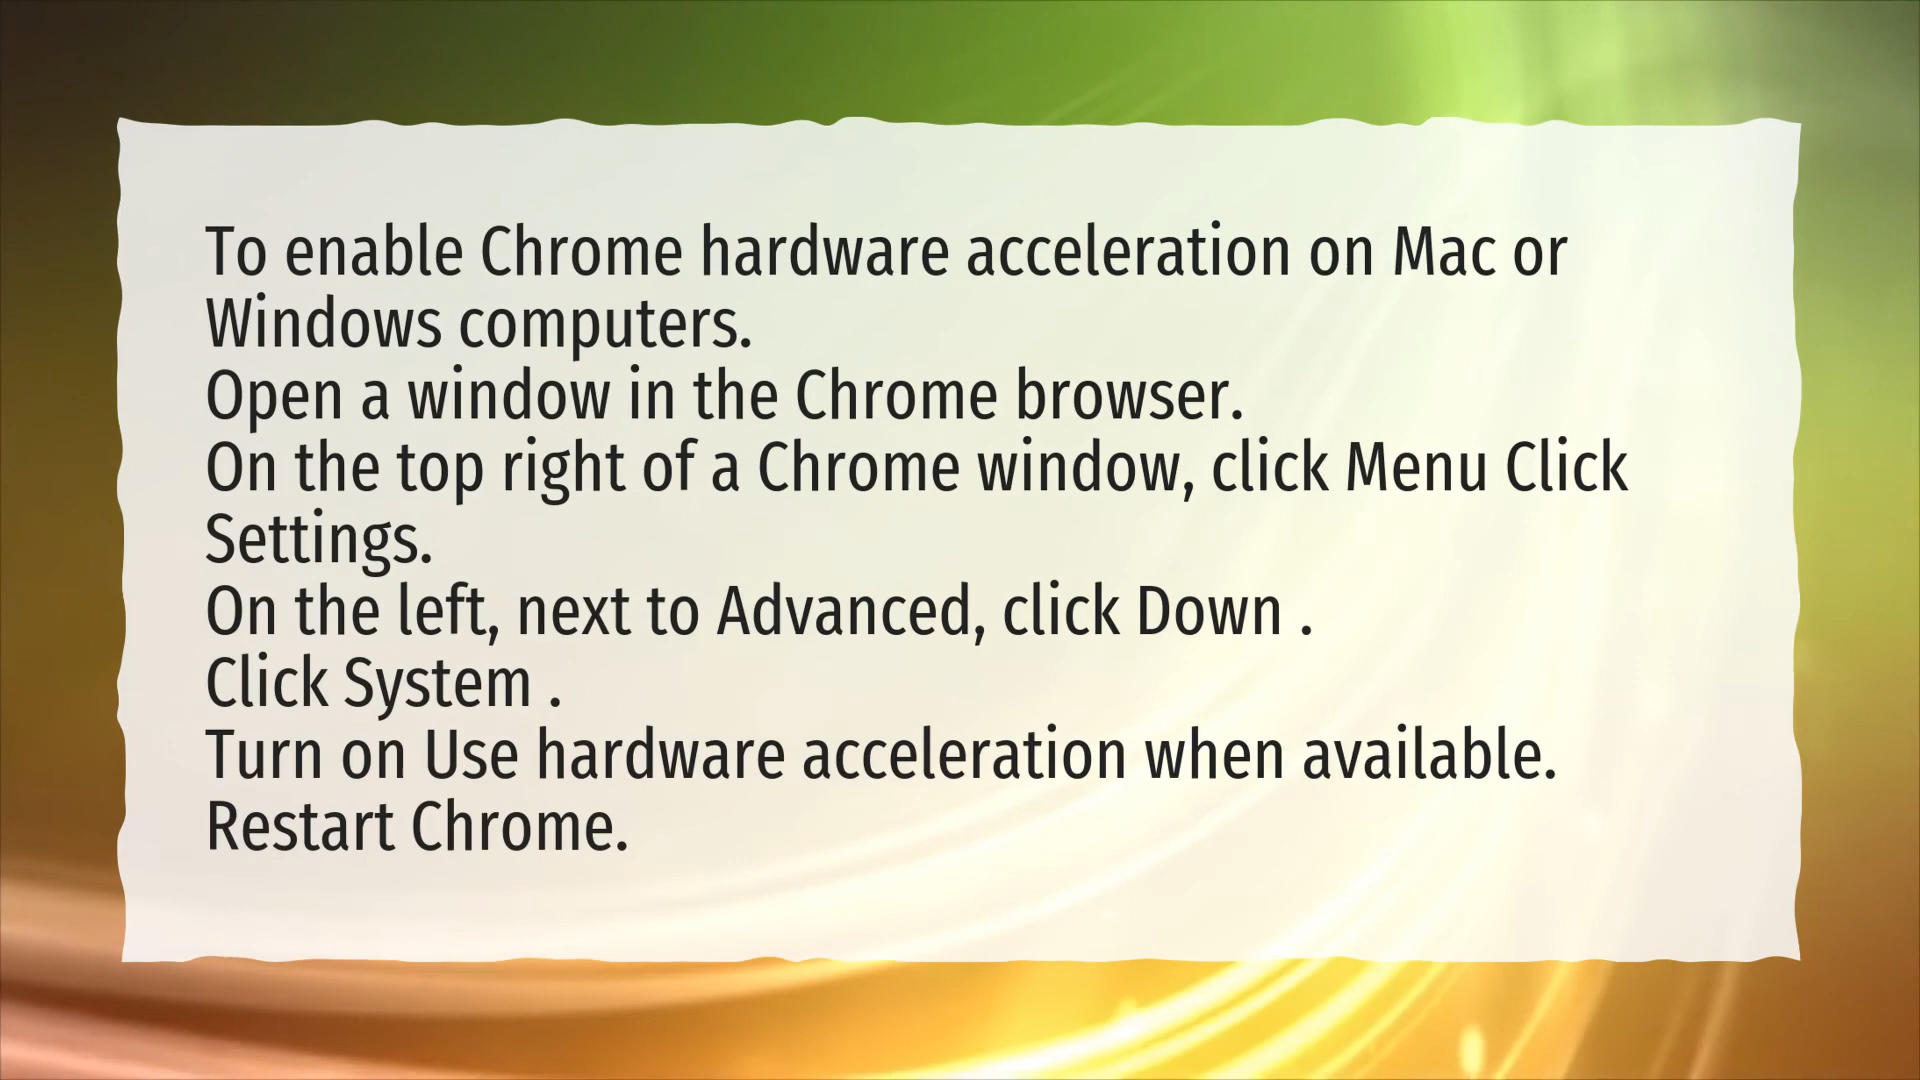 To enable Chrome hardware acceleration on Mac or
Windows computers.
Open a window in the Chrome browser.
On the top right of a Chrome window, click Menu Click
Settings.
On the left, next to Advanced, click Down .
Click System .
Turn on Use hardware acceleration when available.
Restart Chrome.